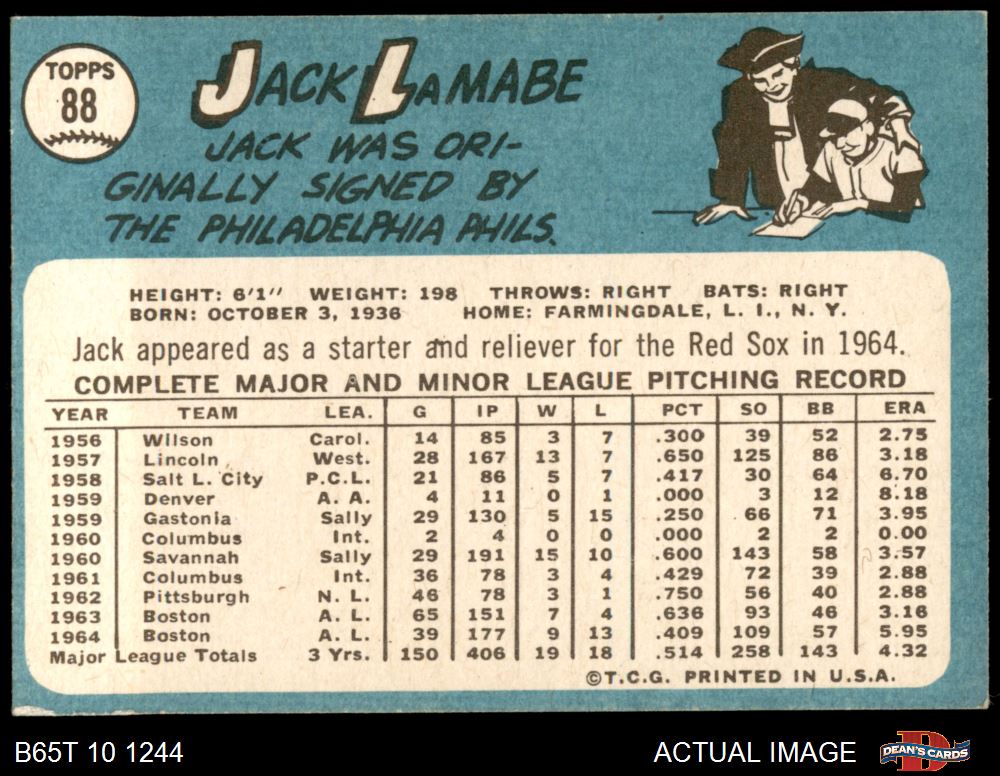 TOPPS
88
JACK LAMABE
JACK WAS ORI-
GINALLY SIGNED BY
THE PHILADELPHIA PHILS.
HEIGHT: 6'1" WEIGHT: 198 THROWS: RIGHT BATS: RIGHT
BORN: OCTOBER 3, 1936 HOME: FARMINGDALE, L. I., N. Y.
Jack appeared as a starter and reliever for the Red Sox in 1964.
COMPLETE MAJOR AND MINOR LEAGUE PITCHING RECORD
YEAR TEAM LEA. G IP W L PCT SO BB ERA
1956 Wilson Carol. 14 85 3 7 .300 39 52 2.75
1957 Lincoln West. 28 167 13 7 .650 125 86 3.18
1958 Salt L. City P.C.L. 21 86 5 7 .417 30 64 6.70
1959 Denver A. A. 4 11 0 1 .000 3 12 8.18
1959 Gastonia Sally 29 130 5 15 .250 66 71 3.95
1960 Columbus Int. 2 4 0 0 .000 2 2 0.00
1960 Savannah Sally 29 191 15 10 .600 143 58 3.57
1961 Columbus Int. 36 78 3 4 .429 72 39 2.88
1962 Pittsburgh N. L. 46 78 3 1 .750 56 40 2.88
1963 Boston A. L. 65 151 7 4 .636 93 46 3.16
1964 Boston A. L. 39 177 9 13 .409 109 57 5.95
Major League Totals 3 Yrs. 150 406 19 18 .514 258 143 4.32
©T.C.G. PRINTED IN U.S.A.
B65T 10 1244 ACTUAL IMAGE DEAN'S CARDS